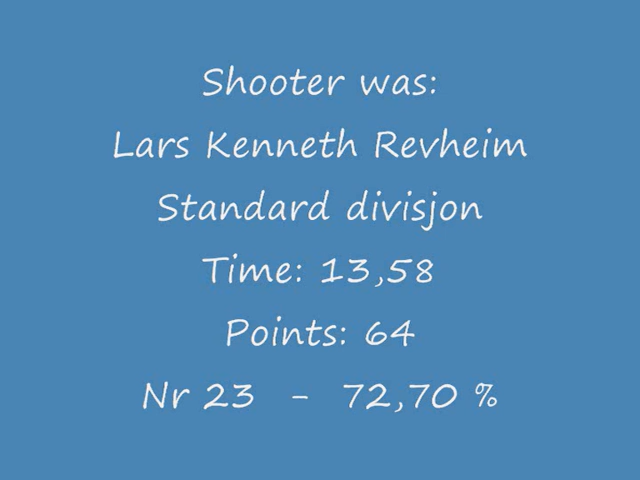 Shooter was:
Lars Kenneth Revheim
Standard divisjon
Time: 13,58
Points: 64
Nr 23 - 72,70 %